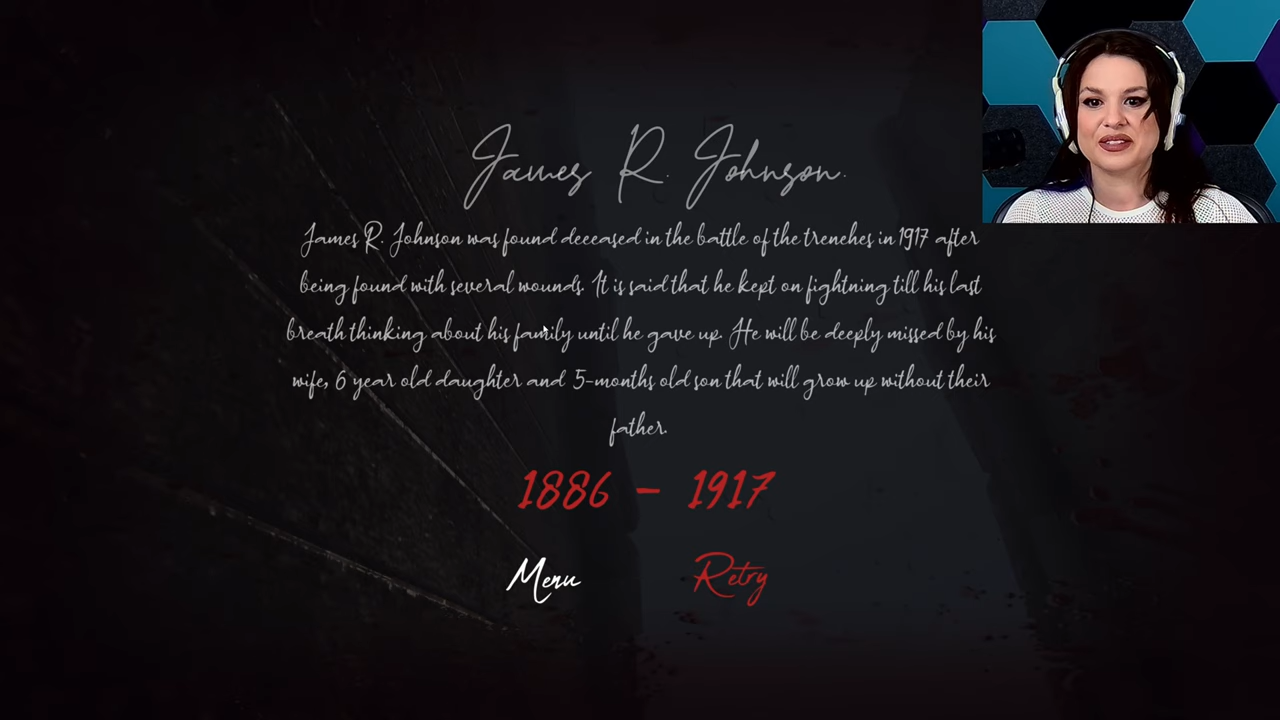 James R. Johnson.
James R. Johnson was found deceased in the battle of the trenches in 1917 after
being found with several wounds. It is said that he kept on fightning till his last
breath thinking about his family until he gave up. He will be deeply missed by his
wife, 6 year old daughter and 5-months old son that will grow up without their
father.
1886 - 1917
Menu Retry